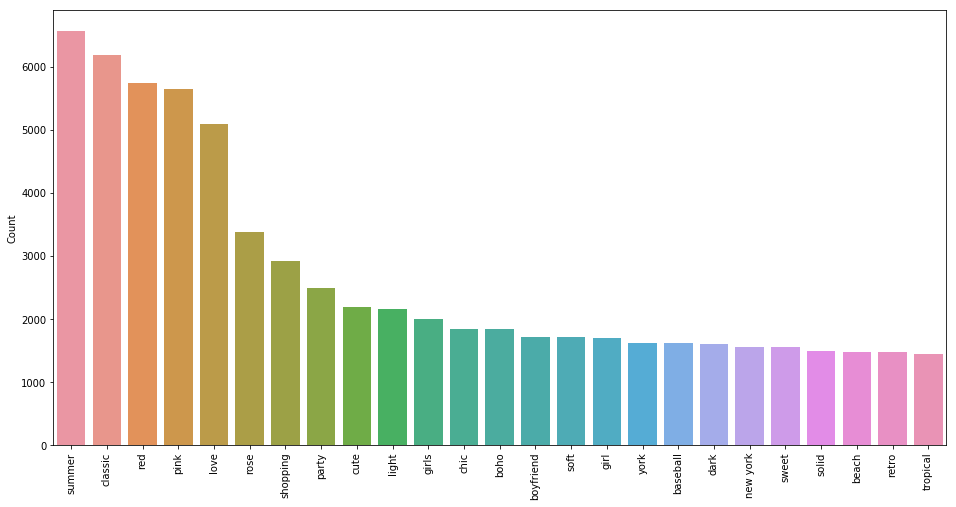 6000
5000
4000
3000
2000
1000
0
Count
summer
classic
red
pink
love
rose
shopping
party
cute
light
girls
chic
boho
boyfriend
soft
girl
york
baseball
dark
new york
sweet
solid
beach
retro
tropical